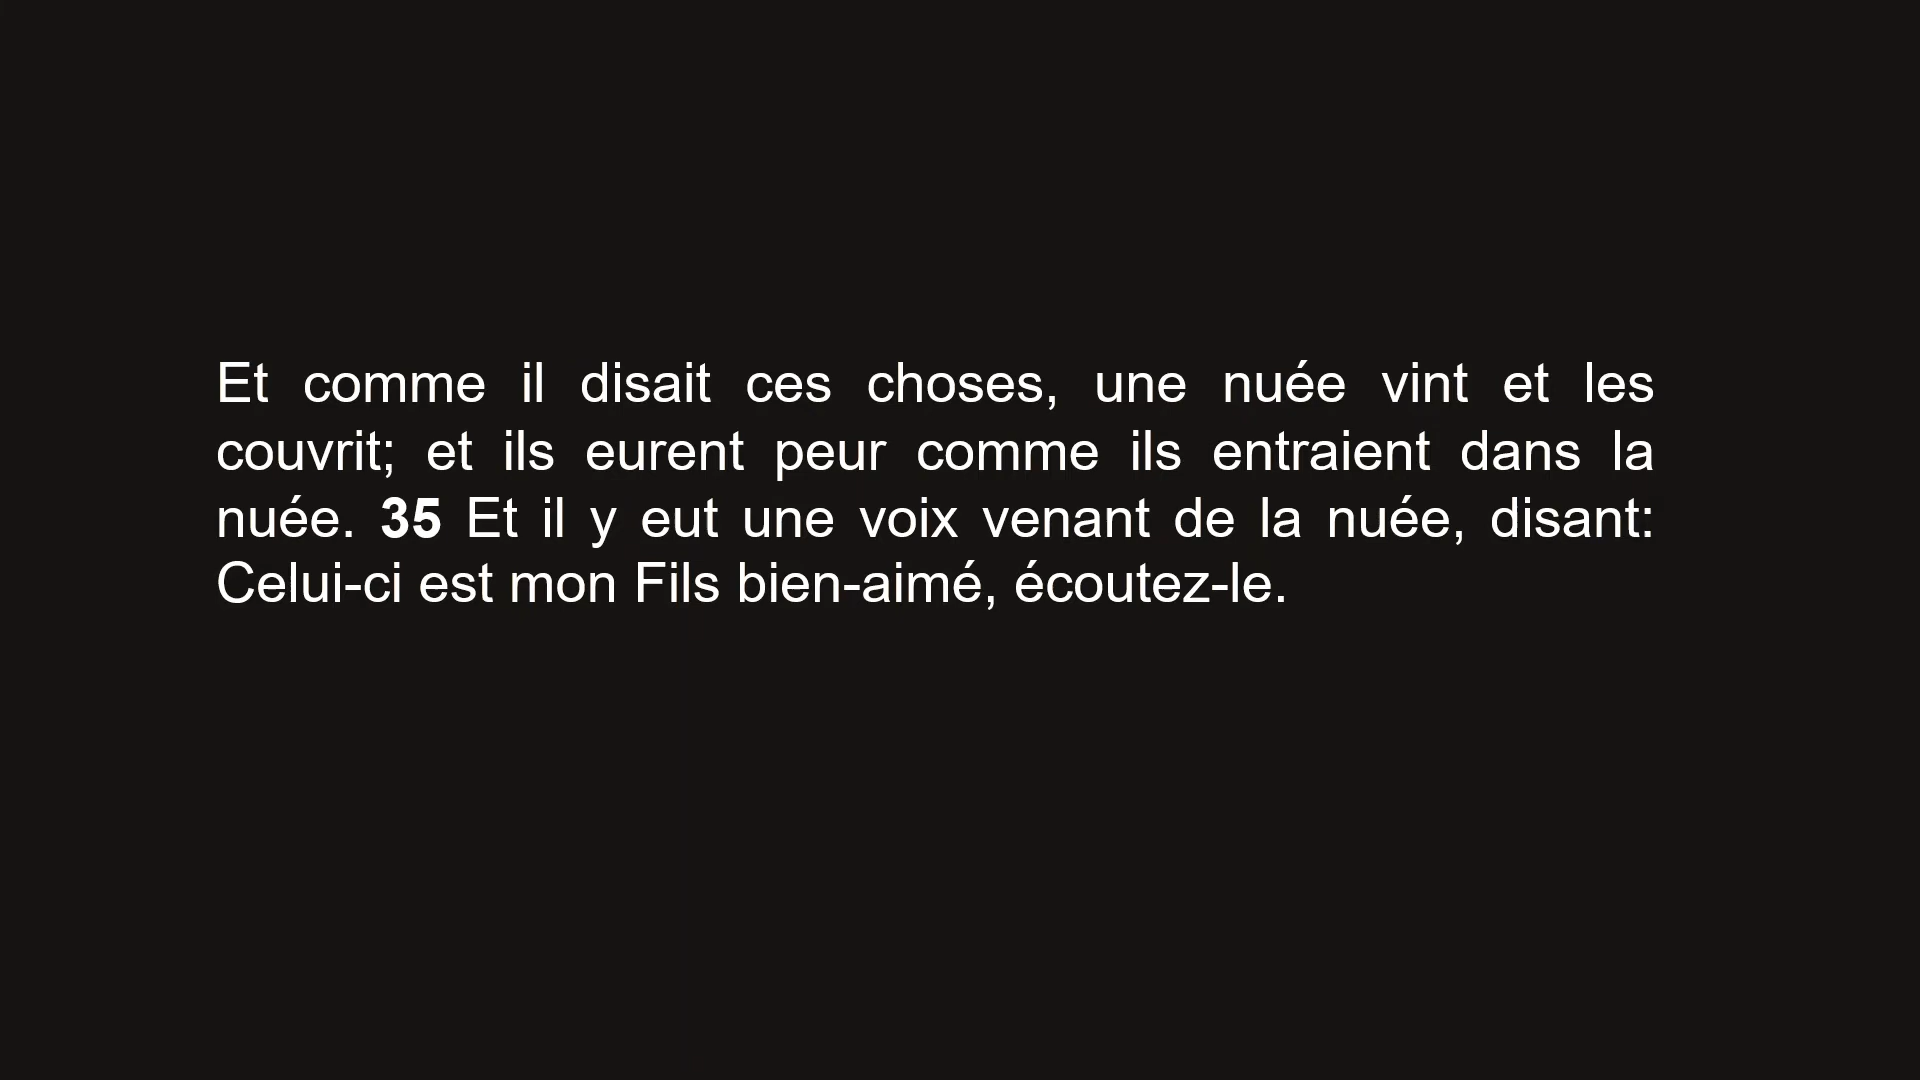 Et comme il disait ces choses, une nuée vint et les
couvrit; et ils eurent peur comme ils entraient dans la
nuée. 35 Et il y eut une voix venant de la nuée, disant:
Celui-ci est mon Fils bien-aimé, écoutez-le.